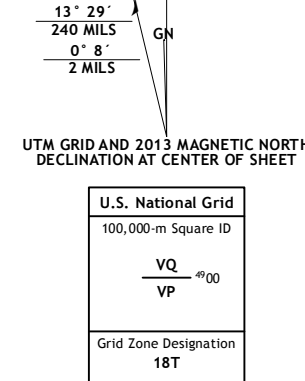 13° 29´
240 MILS
GN
0° 8´
2 MILS
UTM GRID AND 2013 MAGNETIC NORTH
DECLINATION AT CENTER OF SHEET
U.S. National Grid
100,000-m Square ID
VQ
⁴⁹00
VP
Grid Zone Designation
18T